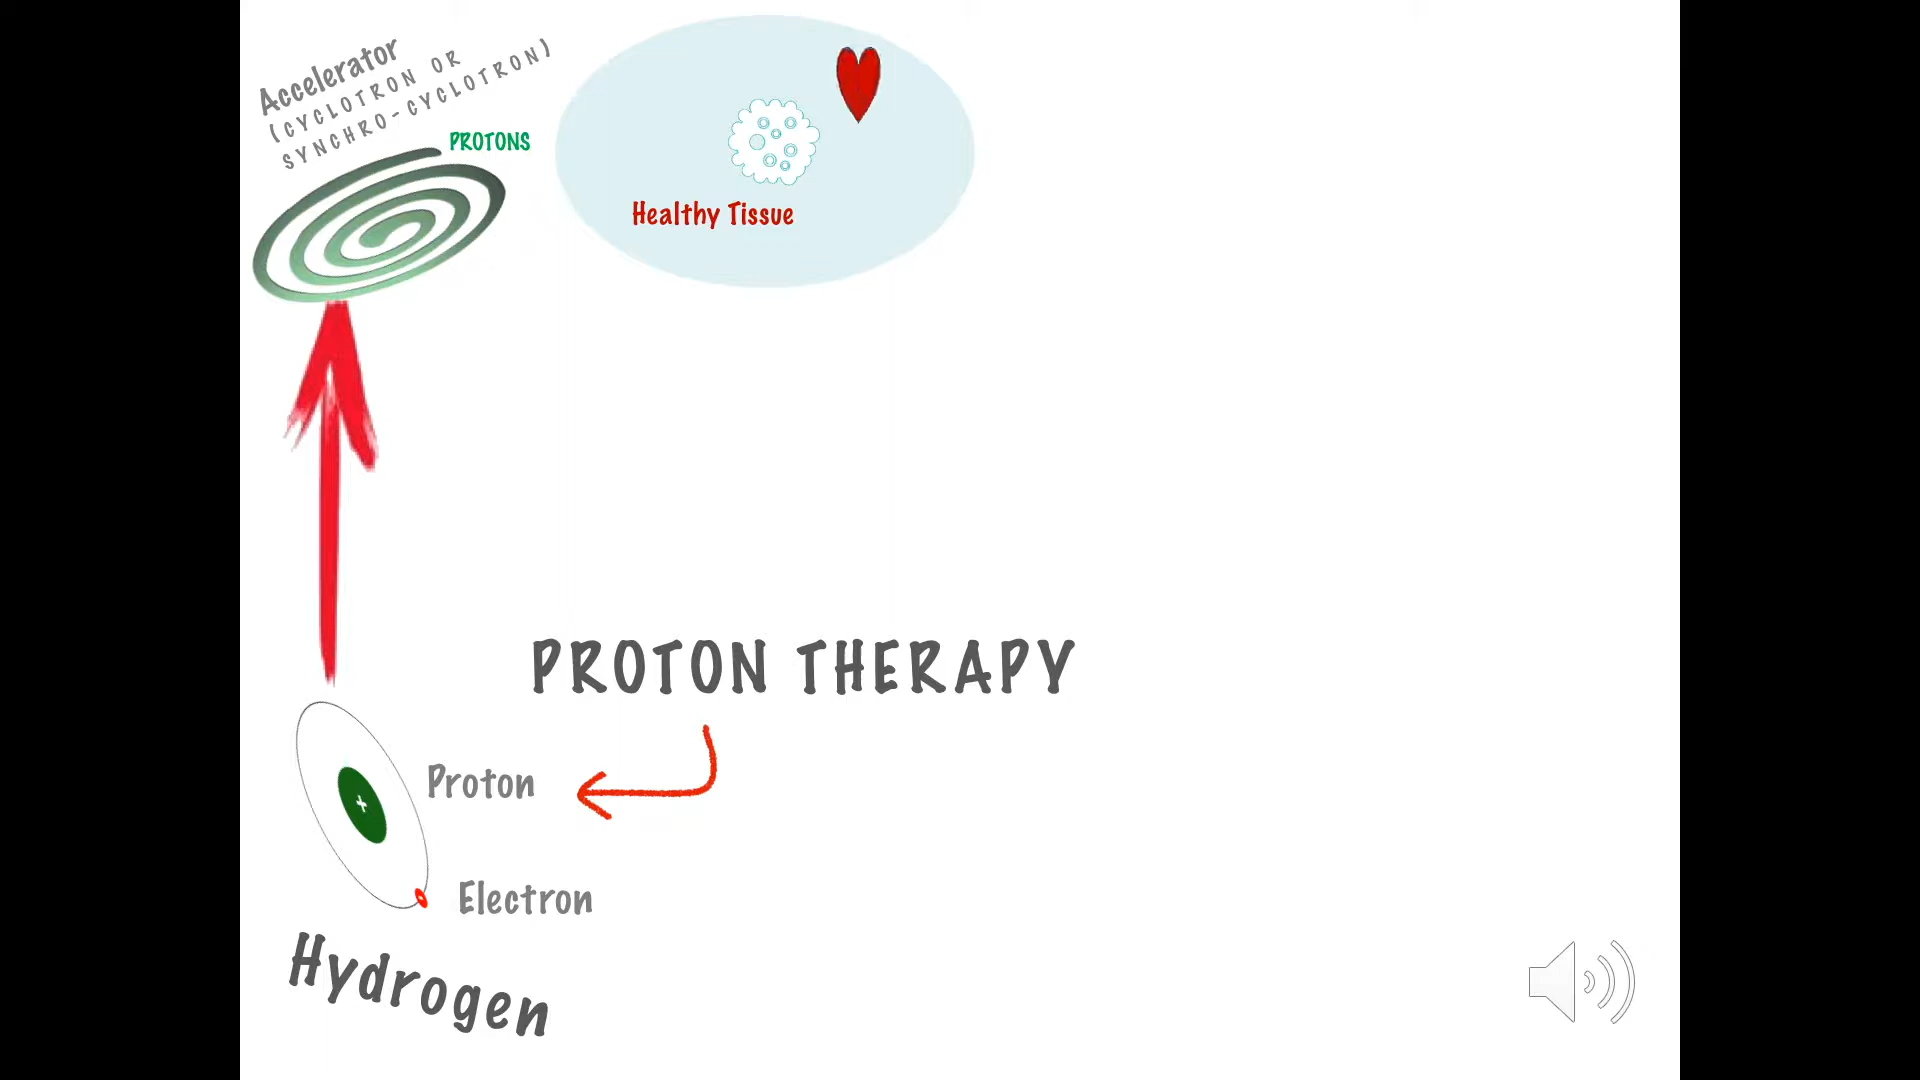 Accelerator
(CYCLOTRON OR
SYNCHRO-CYCLOTRON)
PROTONS
Healthy Tissue
PROTON THERAPY
+
Proton
Electron
Hydrogen